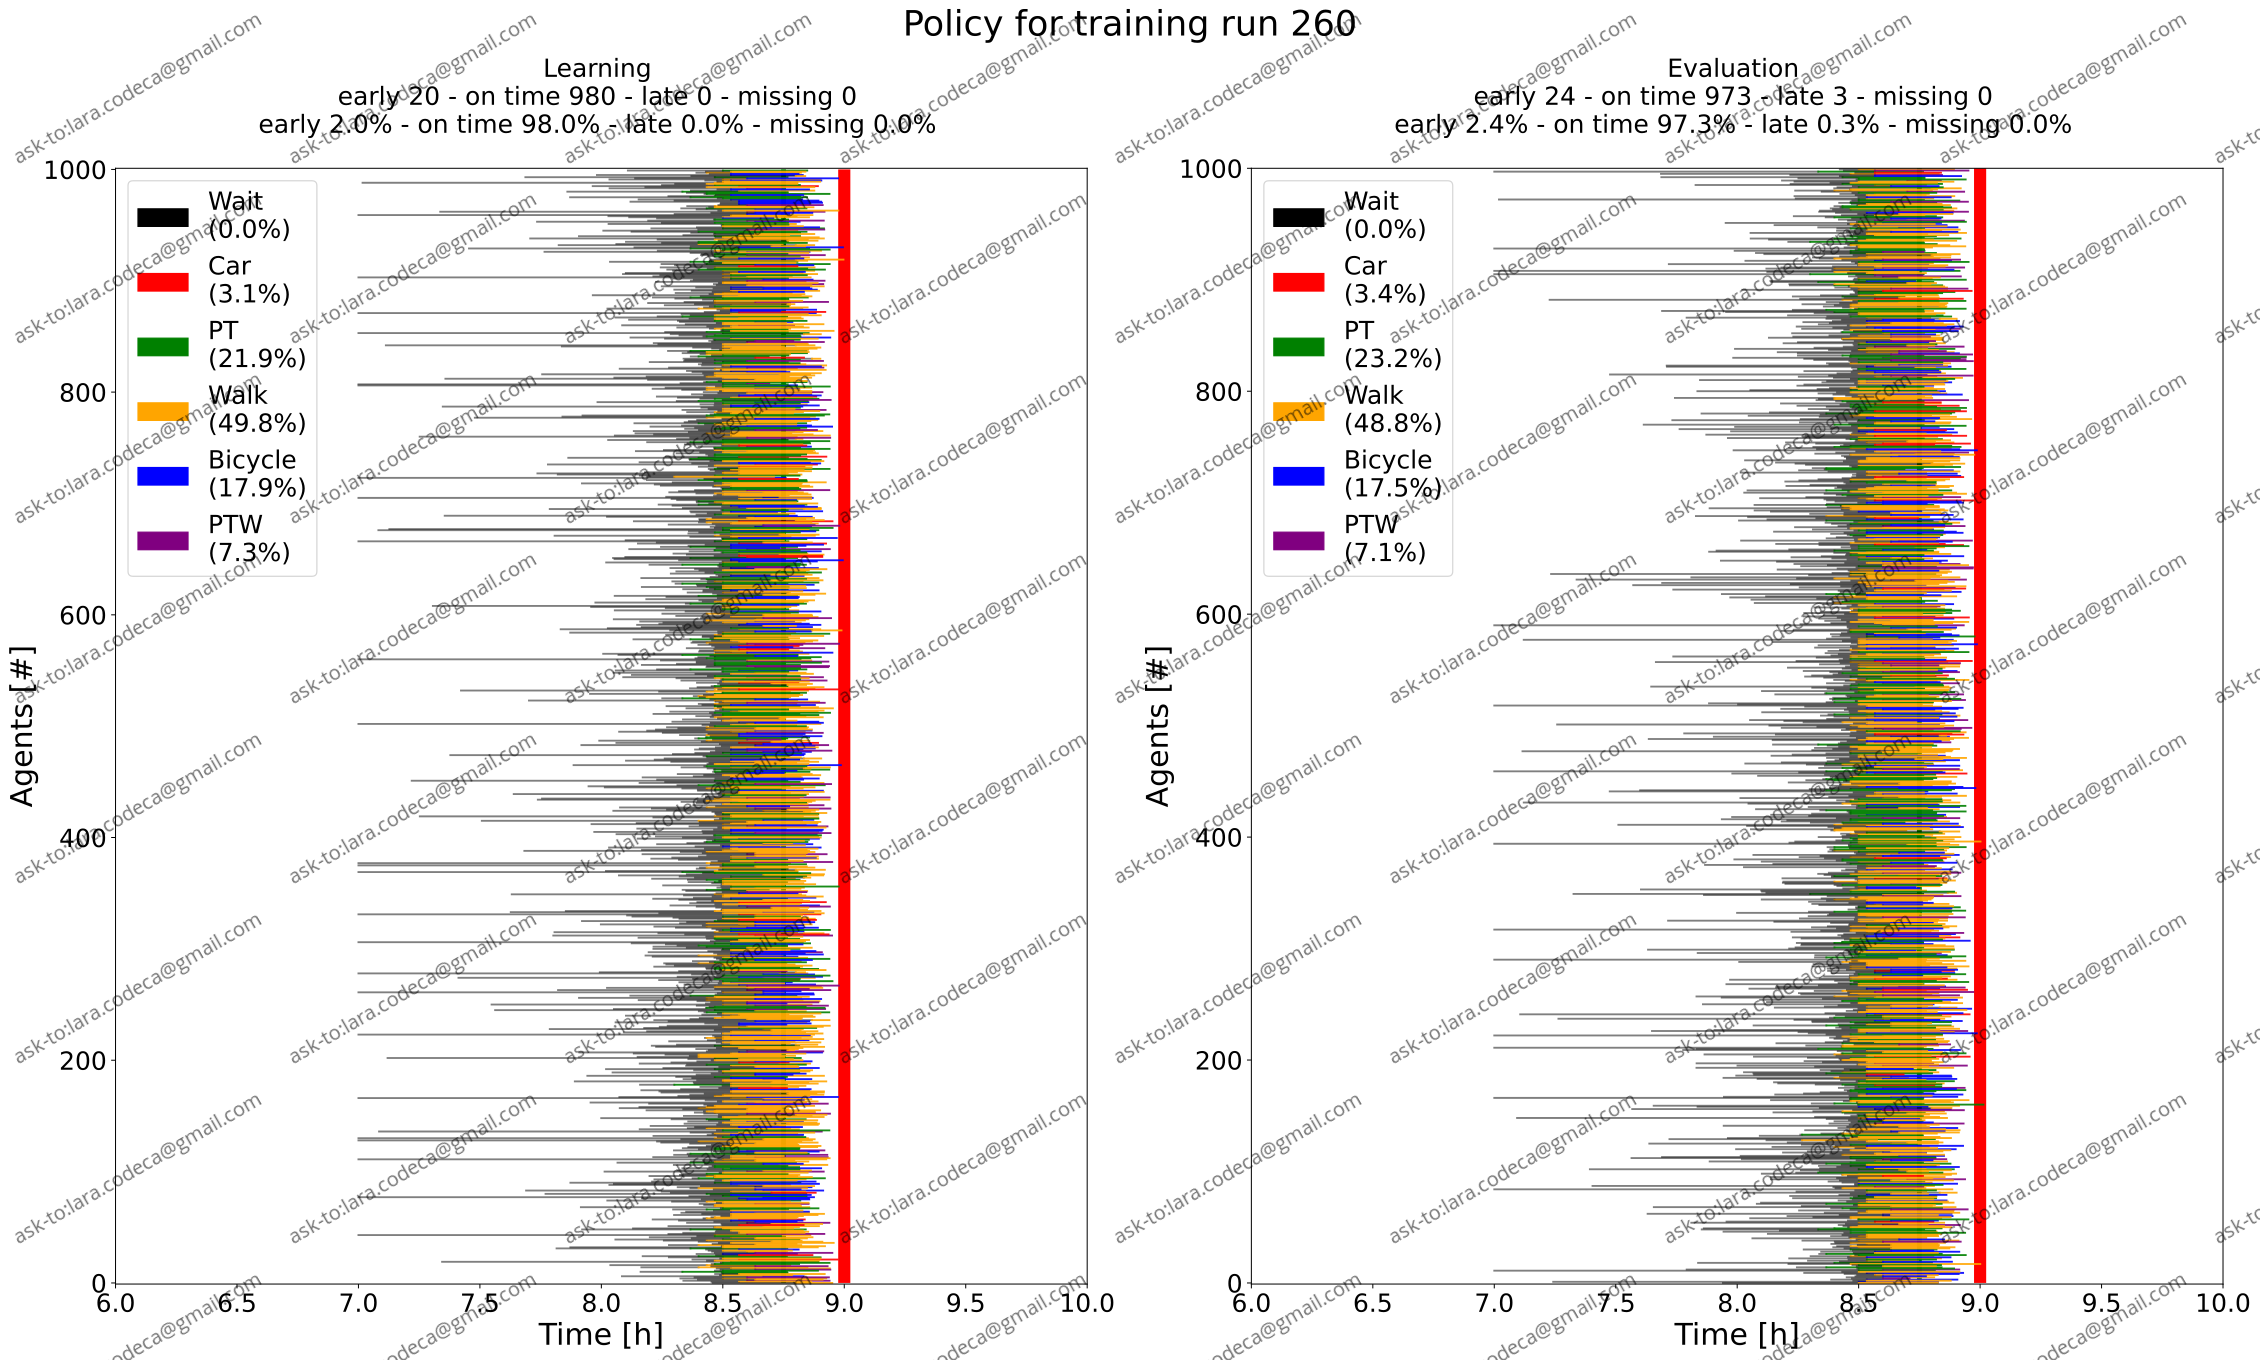 Policy for training run 260
Learning
early 20 - on time 980 - late 0 - missing 0
early 2.0% - on time 98.0% - late 0.0% - missing 0.0%
Wait
(0.0%)
Car
(3.1%)
PT
(21.9%)
Walk
(49.8%)
Bicycle
(17.9%)
PTW
(7.3%)
Agents [#]
1000
800
600
400
200
0
6.0 6.5 7.0 7.5 8.0 8.5 9.0 9.5 10.0
Time [h]
Evaluation
early 24 - on time 973 - late 3 - missing 0
early 2.4% - on time 97.3% - late 0.3% - missing 0.0%
Wait
(0.0%)
Car
(3.4%)
PT
(23.2%)
Walk
(48.8%)
Bicycle
(17.5%)
PTW
(7.1%)
Agents [#]
1000
800
600
400
200
0
6.0 6.5 7.0 7.5 8.0 8.5 9.0 9.5 10.0
Time [h]
ask-to:lara.codeca@gmail.com